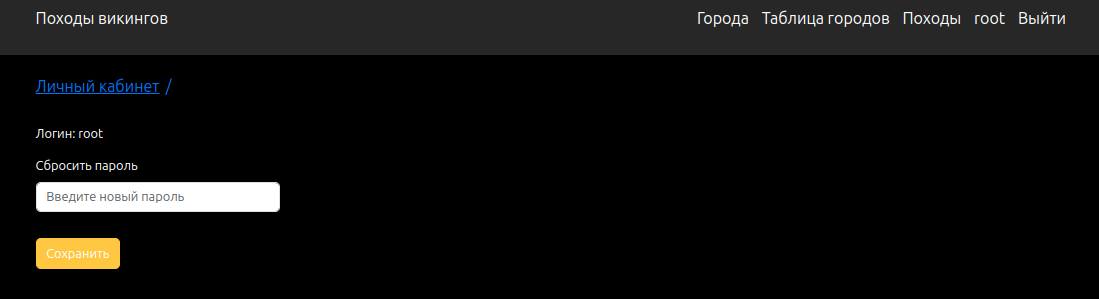 Походы викингов Города Таблица городов Походы root Выйти
Личный кабинет /
Логин: root
Сбросить пароль
Введите новый пароль
Сохранить